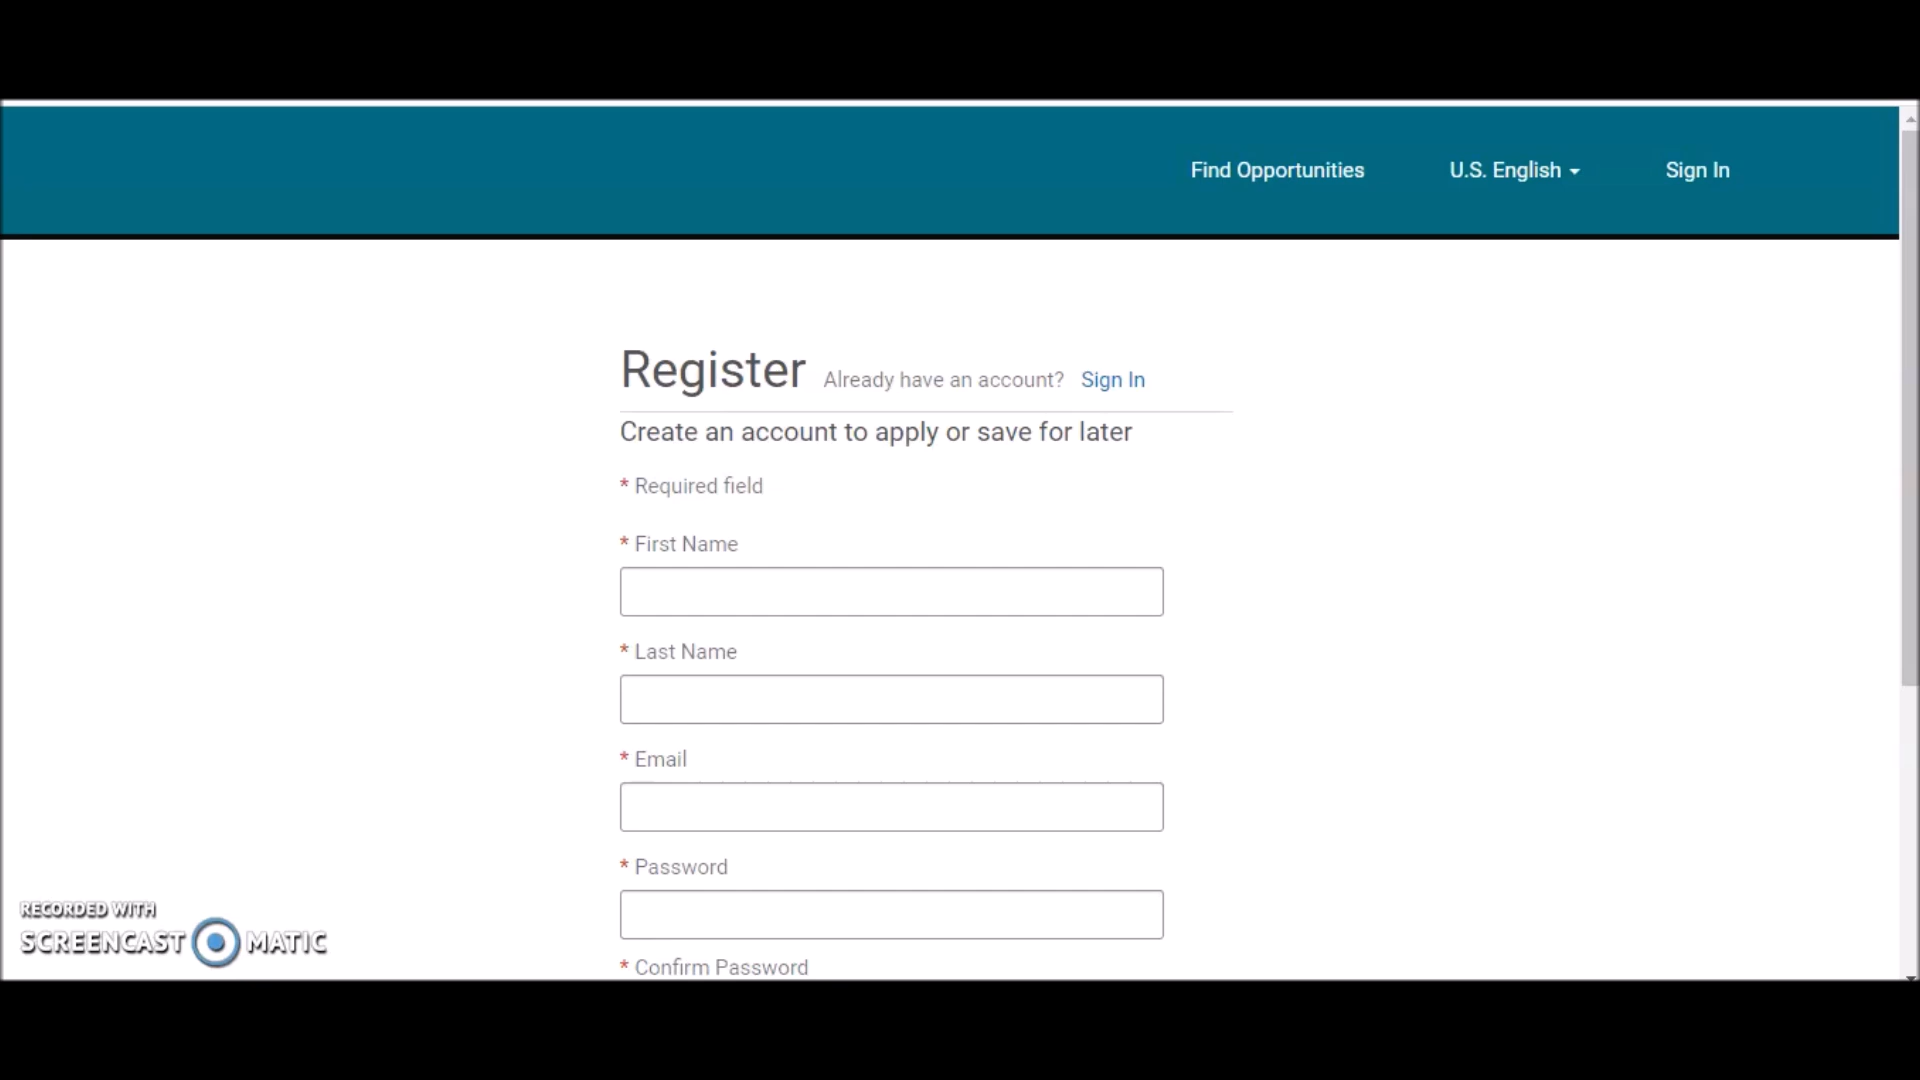 Find Opportunities U.S. English Sign In
Register Already have an account? Sign In
Create an account to apply or save for later
* Required field
* First Name
* Last Name
* Email
* Password
* Confirm Password
RECORDED WITH
SCREENCAST MATIC